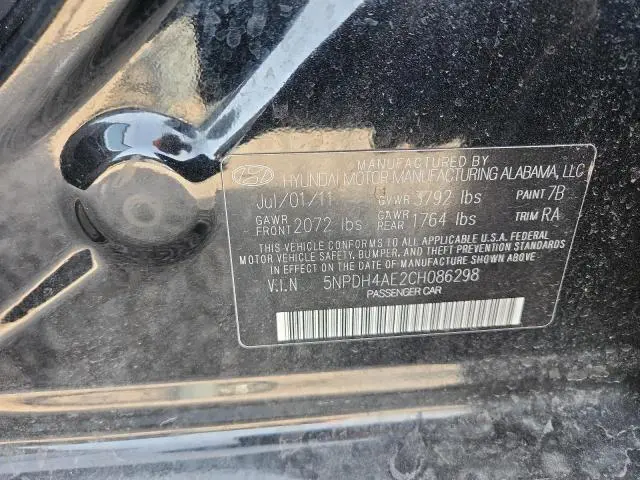 MANUFACTURED BY
HYUNDAI MOTOR MANUFACTURING ALABAMA, LLC
Jul/01/11 GVWR 3792 lbs PAINT 7B
GAWR FRONT 2072 lbs GAWR REAR 1764 lbs TRIM RA
THIS VEHICLE CONFORMS TO ALL APPLICABLE U.S.A. FEDERAL
MOTOR VEHICLE SAFETY, BUMPER, AND THEFT PREVENTION STANDARDS
IN EFFECT ON THE DATE OF MANUFACTURE SHOWN ABOVE.
V.I.N 5NPDH4AE2CH086298
PASSENGER CAR